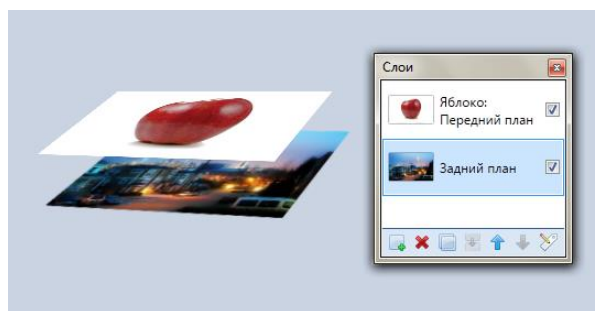 Слои
Яблоко:
Передний план
Задний план